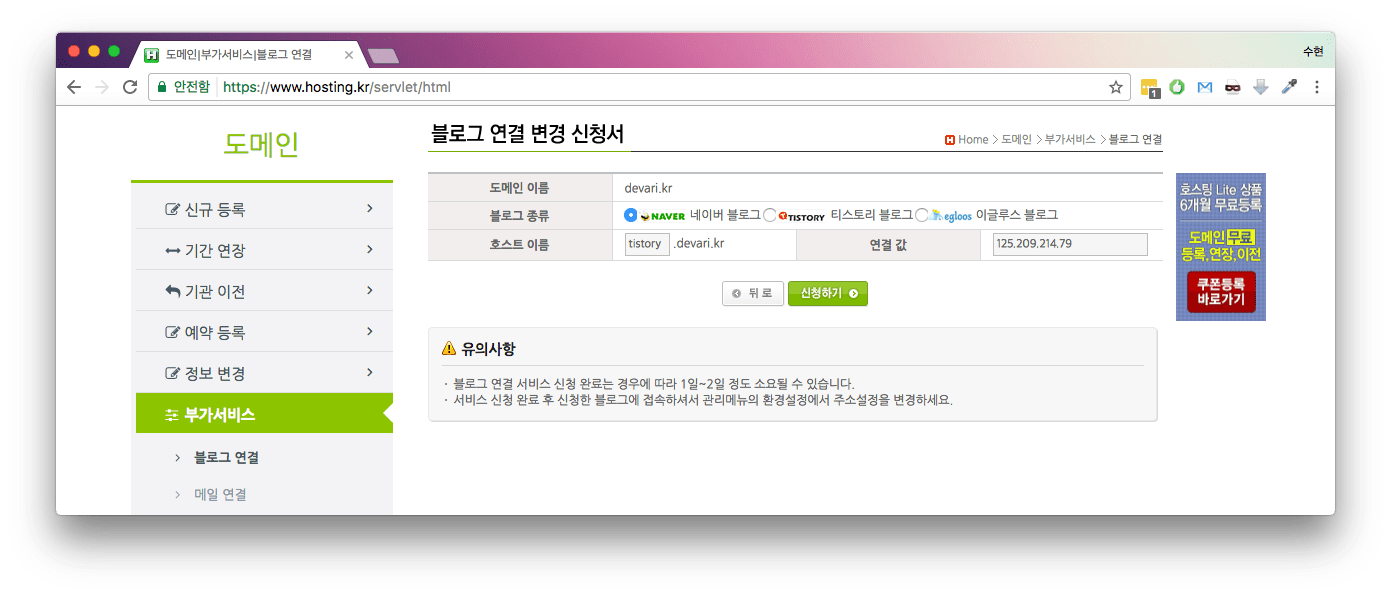 도메인|부가서비스|블로그 연결
수현
안전함 https://www.hosting.kr/servlet/html
1
도메인
신규 등록
기간 연장
기관 이전
예약 등록
정보 변경
부가서비스
블로그 연결
메일 연결
블로그 연결 변경 신청서
Home > 도메인 > 부가서비스 > 블로그 연결
도메인 이름 devari.kr
블로그 종류 NAVER 네이버 블로그 TISTORY 티스토리 블로그 egloos 이글루스 블로그
호스트 이름 tistory .devari.kr 연결 값 125.209.214.79
뒤 로 신청하기
유의사항
· 블로그 연결 서비스 신청 완료는 경우에 따라 1일~2일 정도 소요될 수 있습니다.
· 서비스 신청 완료 후 신청한 블로그에 접속하셔서 관리메뉴의 환경설정에서 주소설정을 변경하세요.
호스팅 Lite 상품
6개월 무료등록
도메인무료
등록,연장,이전
쿠폰등록
바로가기